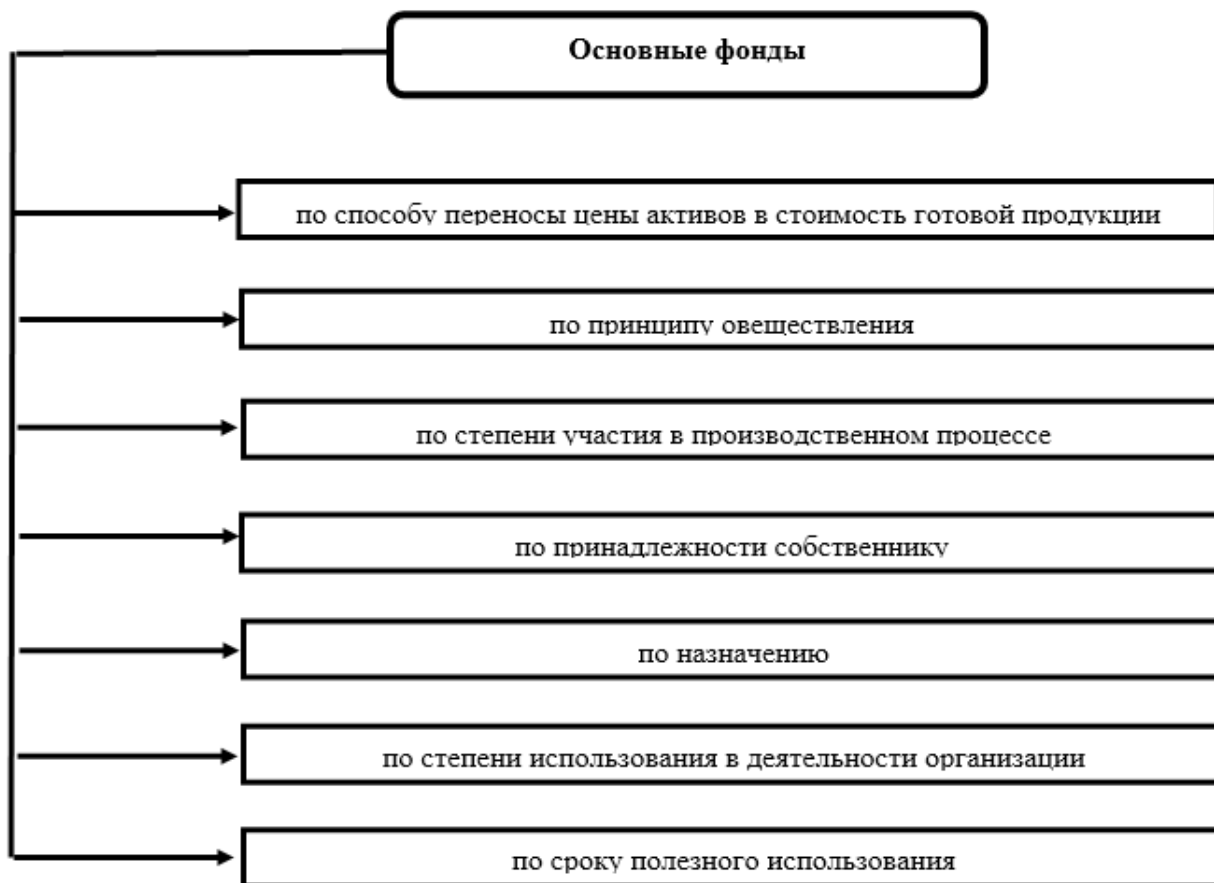 Основные фонды
по способу переносы цены активов в стоимость готовой продукции
по принципу овеществления
по степени участия в производственном процессе
по принадлежности собственнику
по назначению
по степени использования в деятельности организации
по сроку полезного использования